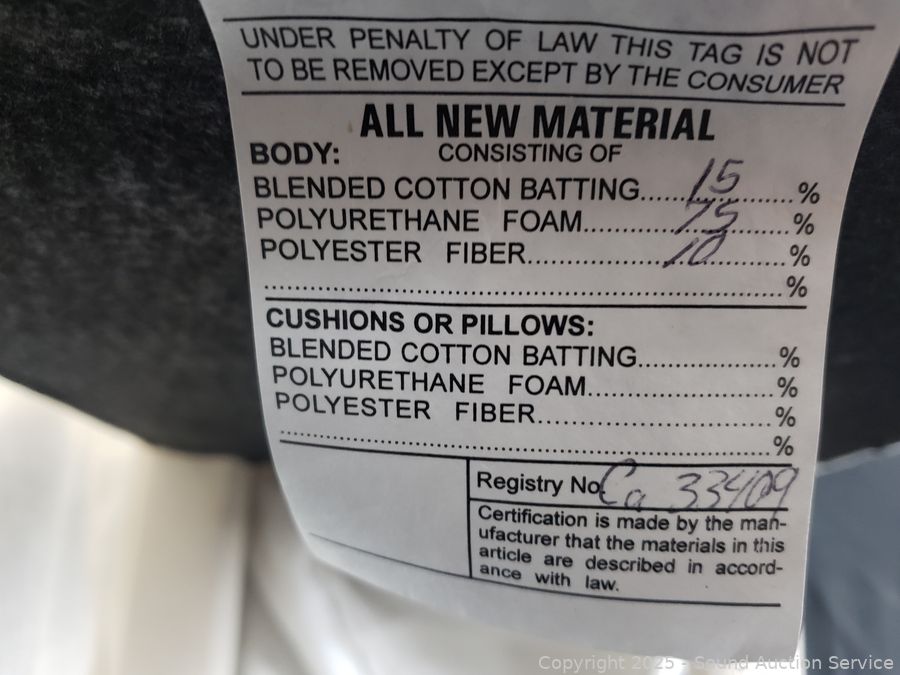 UNDER PENALTY OF LAW THIS TAG IS NOT
TO BE REMOVED EXCEPT BY THE CONSUMER
ALL NEW MATERIAL
BODY: CONSISTING OF
BLENDED COTTON BATTING.....15.....%
POLYURETHANE FOAM.....75.....%
POLYESTER FIBER.....10.....%
.....%
CUSHIONS OR PILLOWS:
BLENDED COTTON BATTING.....%
POLYURETHANE FOAM.....%
POLYESTER FIBER.....%
.....%
Registry No Ca 33409
Certification is made by the man-
ufacturer that the materials in this
article are described in accord-
ance with law.
Copyright 2025 - Sound Auction Service